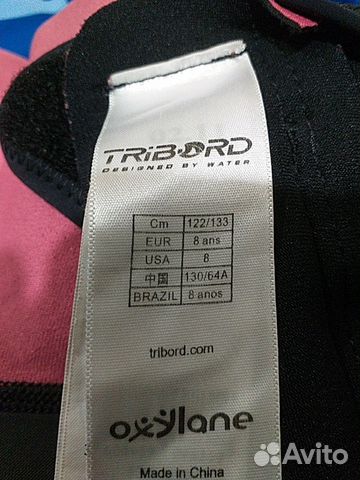 TRIBORD
DESIGNED BY WATER
Cm 122/133
EUR 8 ans
USA 8
中国 130/64A
BRAZIL 8 anos
tribord.com
oxylane
Made in China
Avito